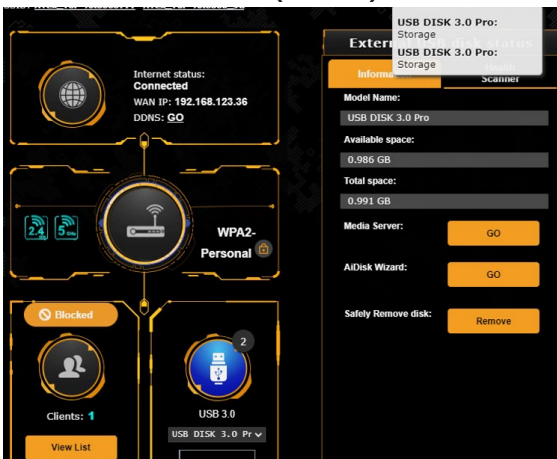 Internet status:
Connected
WAN IP: 192.168.123.36
DDNS: GO
2.4
5 GHz
WPA2-
Personal
Blocked
Clients: 1
View List
2
USB 3.0
USB DISK 3.0 Pr
USB DISK 3.0 Pro:
Storage
USB DISK 3.0 Pro:
Storage
Scanner
Model Name:
USB DISK 3.0 Pro
Available space:
0.986 GB
Total space:
0.991 GB
Media Server:
GO
AiDisk Wizard:
GO
Safely Remove disk:
Remove